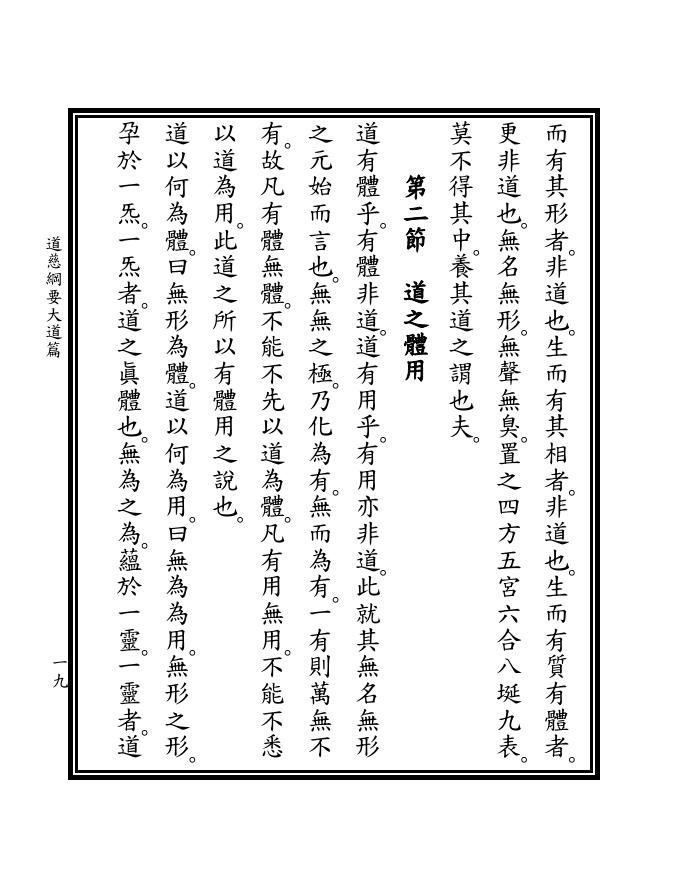 而有其形者。非道也。生而有其相者。非道也。生而有質有體者。
更非道也。無名無形。無聲無臭。置之四方五宮六合八埏九表。
莫不得其中。養其道之謂也夫。
第二節　道之體用
道有體乎。有體非道。道有用乎。有用亦非道。此就其無名無形
之元始而言也。無無之極。乃化為有。無而為有。一有則萬無不
有。故凡有體無體。不能不先以道為體。凡有用無用。不能不悉
以道為用。此道之所以有體用之說也。
道以何為體。曰無形為體。道以何為用。曰無為為用。無形之形。
孕於一炁。一炁者。道之眞體也。無為之為。蘊於一靈。一靈者。道
道慈綱要大道篇
一九